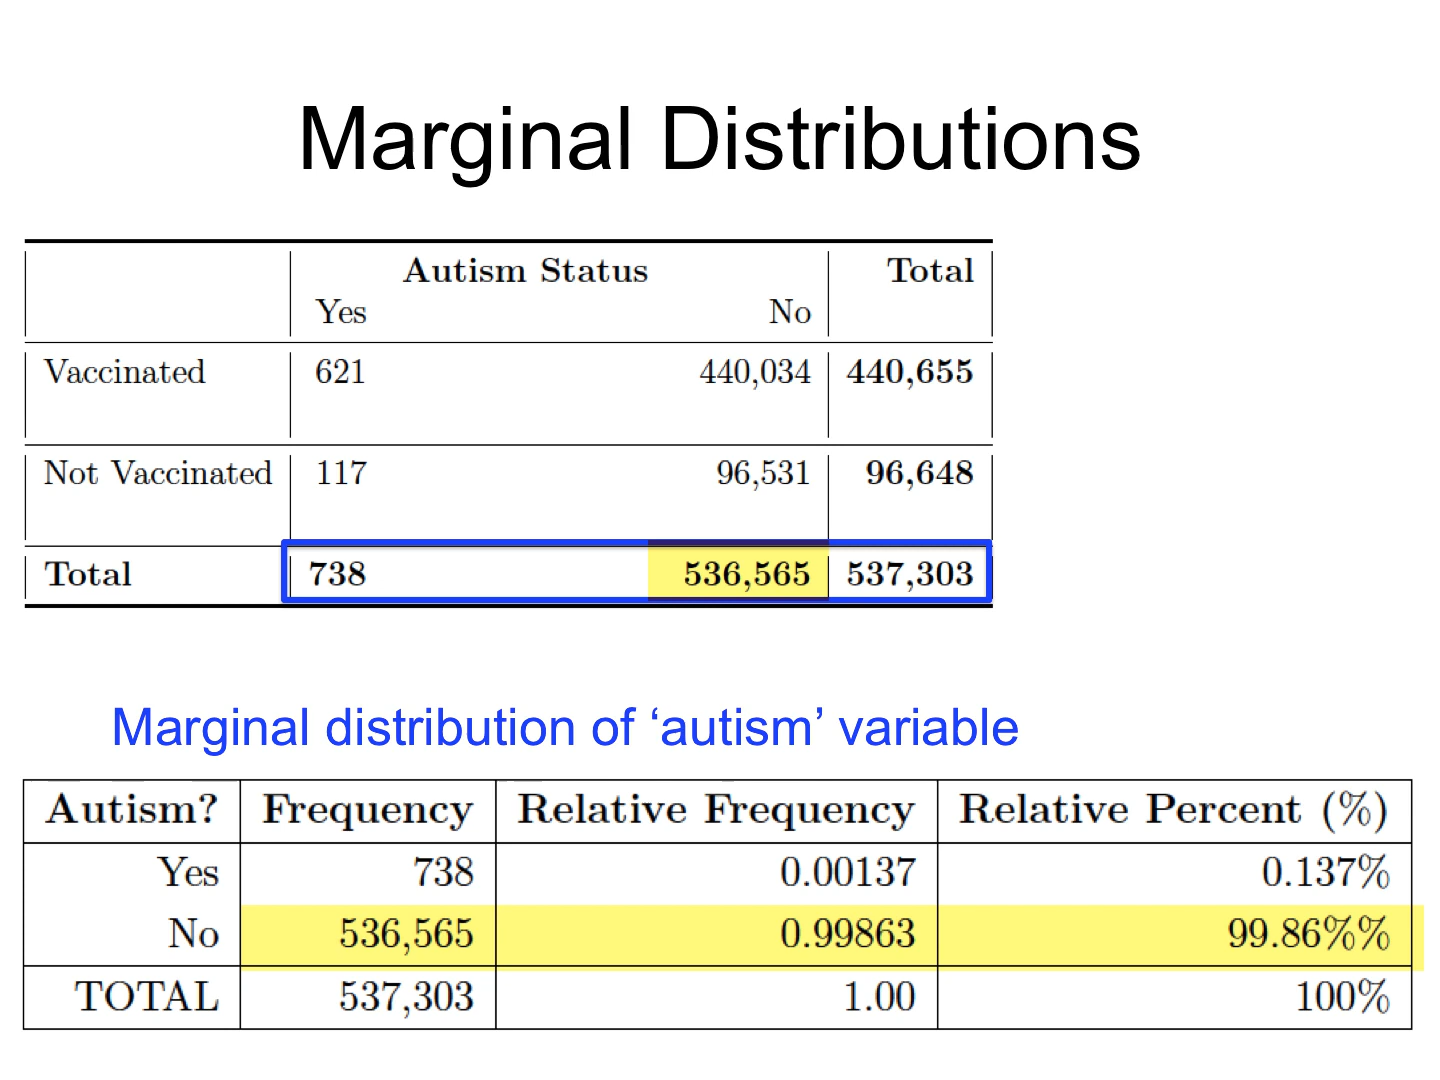 Marginal Distributions
Autism Status Total
Yes No
Vaccinated 621 440,034 440,655
Not Vaccinated 117 96,531 96,648
Total 738 536,565 537,303
Marginal distribution of ‘autism’ variable
Autism? Frequency Relative Frequency Relative Percent (%)
Yes 738 0.00137 0.137%
No 536,565 0.99863 99.86%%
TOTAL 537,303 1.00 100%